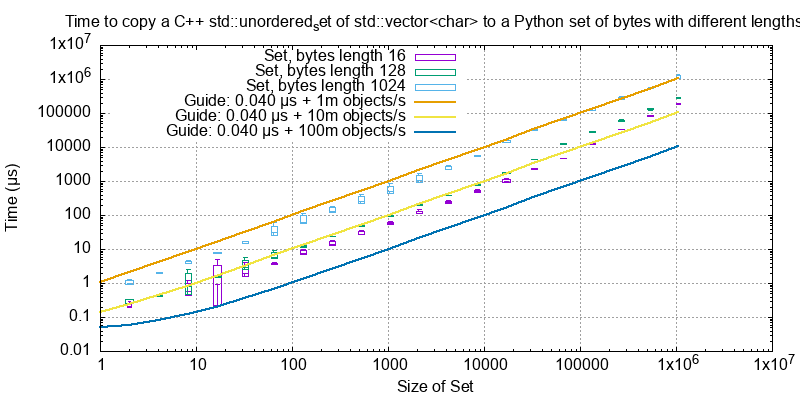 Time to copy a C++ std::unordered_set of std::vector<char> to a Python set of bytes with different lengths
1x10^7
1x10^6
100000
10000
1000
100
10
1
0.1
0.01
Time (µs)
Set, bytes length 16
Set, bytes length 128
Set, bytes length 1024
Guide: 0.040 µs + 1m objects/s
Guide: 0.040 µs + 10m objects/s
Guide: 0.040 µs + 100m objects/s
1 10 100 1000 10000 100000 1x10^6 1x10^7
Size of Set